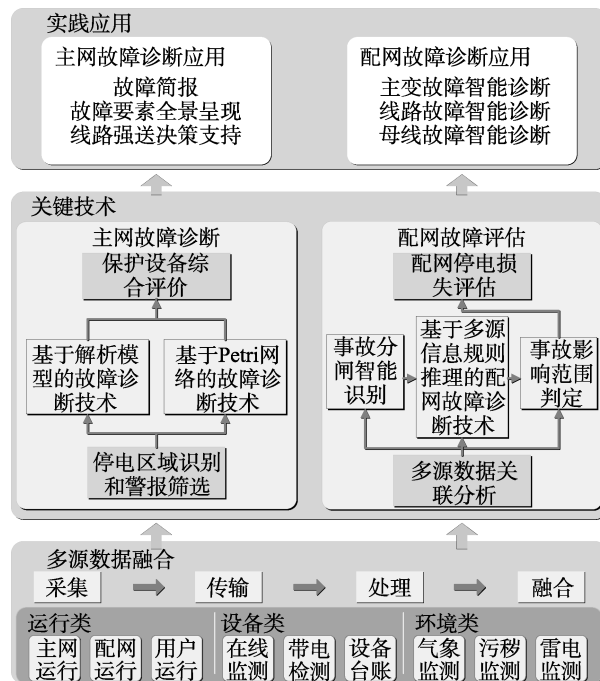 实践应用
主网故障诊断应用
故障简报
故障要素全景呈现
线路强送决策支持
配网故障诊断应用
主变故障智能诊断
线路故障智能诊断
母线故障智能诊断
关键技术
主网故障诊断
保护设备综
合评价
基于解析模
型的故障诊
断技术
基于Petri网
络的故障诊
断技术
停电区域识别
和警报筛选
配网故障评估
配网停电损
失评估
事故分
闸智能
识别
基于多源
信息规则
推理的配
网故障诊
断技术
事故影
响范围
判定
多源数据关
联分析
多源数据融合
采集
传输
处理
融合
运行类
主网
运行
配网
运行
用户
运行
设备类
在线
监测
带电
检测
设备
台账
环境类
气象
监测
污秽
监测
雷电
监测